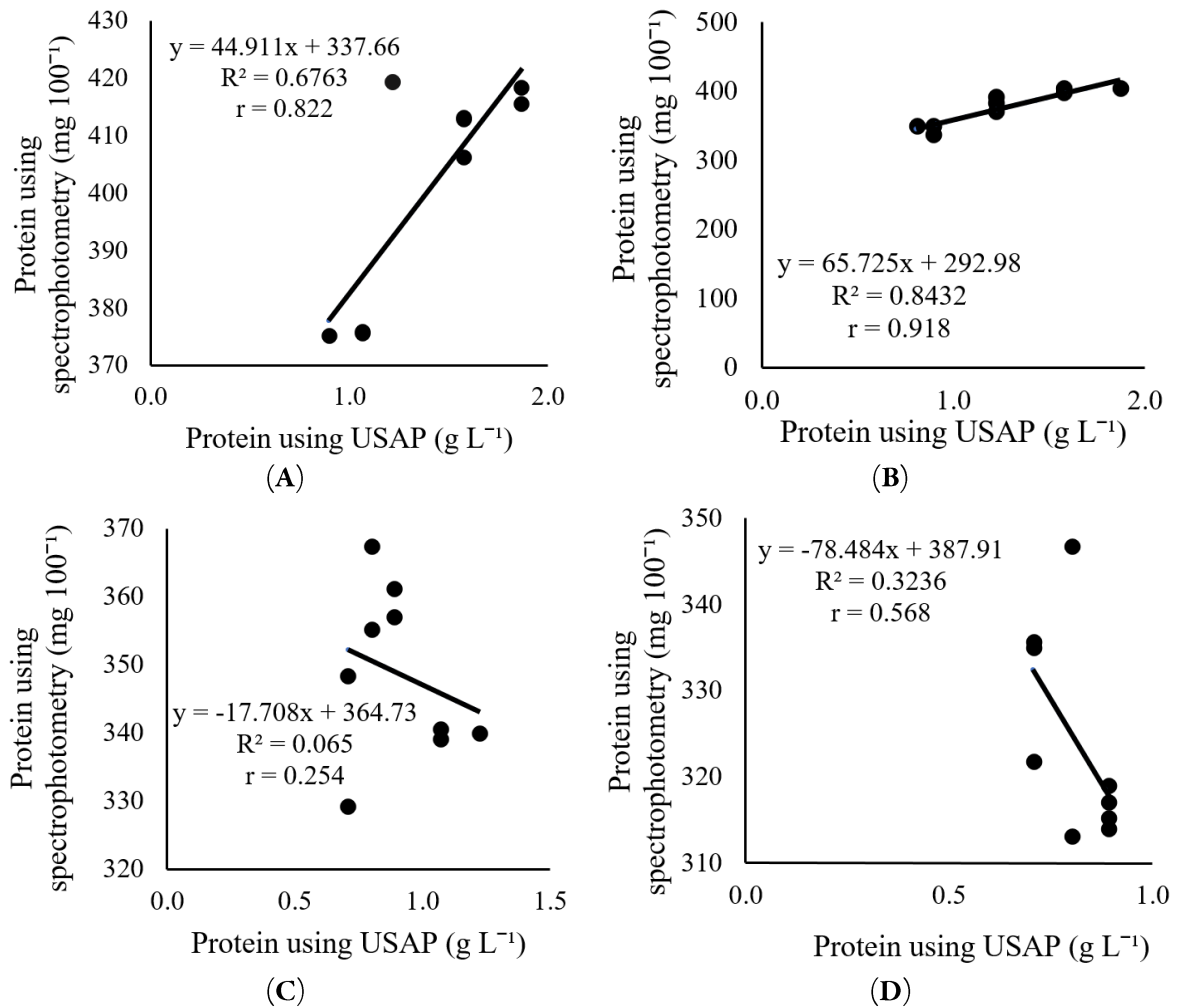 Protein using
spectrophotometry (mg 100⁻¹)
430
420
410
400
390
380
370
y = 44.911x + 337.66
R² = 0.6763
r = 0.822
0.0
1.0
2.0
Protein using USAP (g L⁻¹)
(A)
Protein using
spectrophotometry (mg 100⁻¹)
500
400
300
200
100
0
y = 65.725x + 292.98
R² = 0.8432
r = 0.918
0.0
1.0
2.0
Protein using USAP (g L⁻¹)
(B)
Protein using
spectrophotometry (mg 100⁻¹)
370
360
350
340
330
320
y = -17.708x + 364.73
R² = 0.065
r = 0.254
0.0
0.5
1.0
1.5
Protein using USAP (g L⁻¹)
(C)
Protein using
spectrophotometry (mg 100⁻¹)
350
340
330
320
310
y = -78.484x + 387.91
R² = 0.3236
r = 0.568
0.0
0.5
1.0
Protein using USAP (g L⁻¹)
(D)